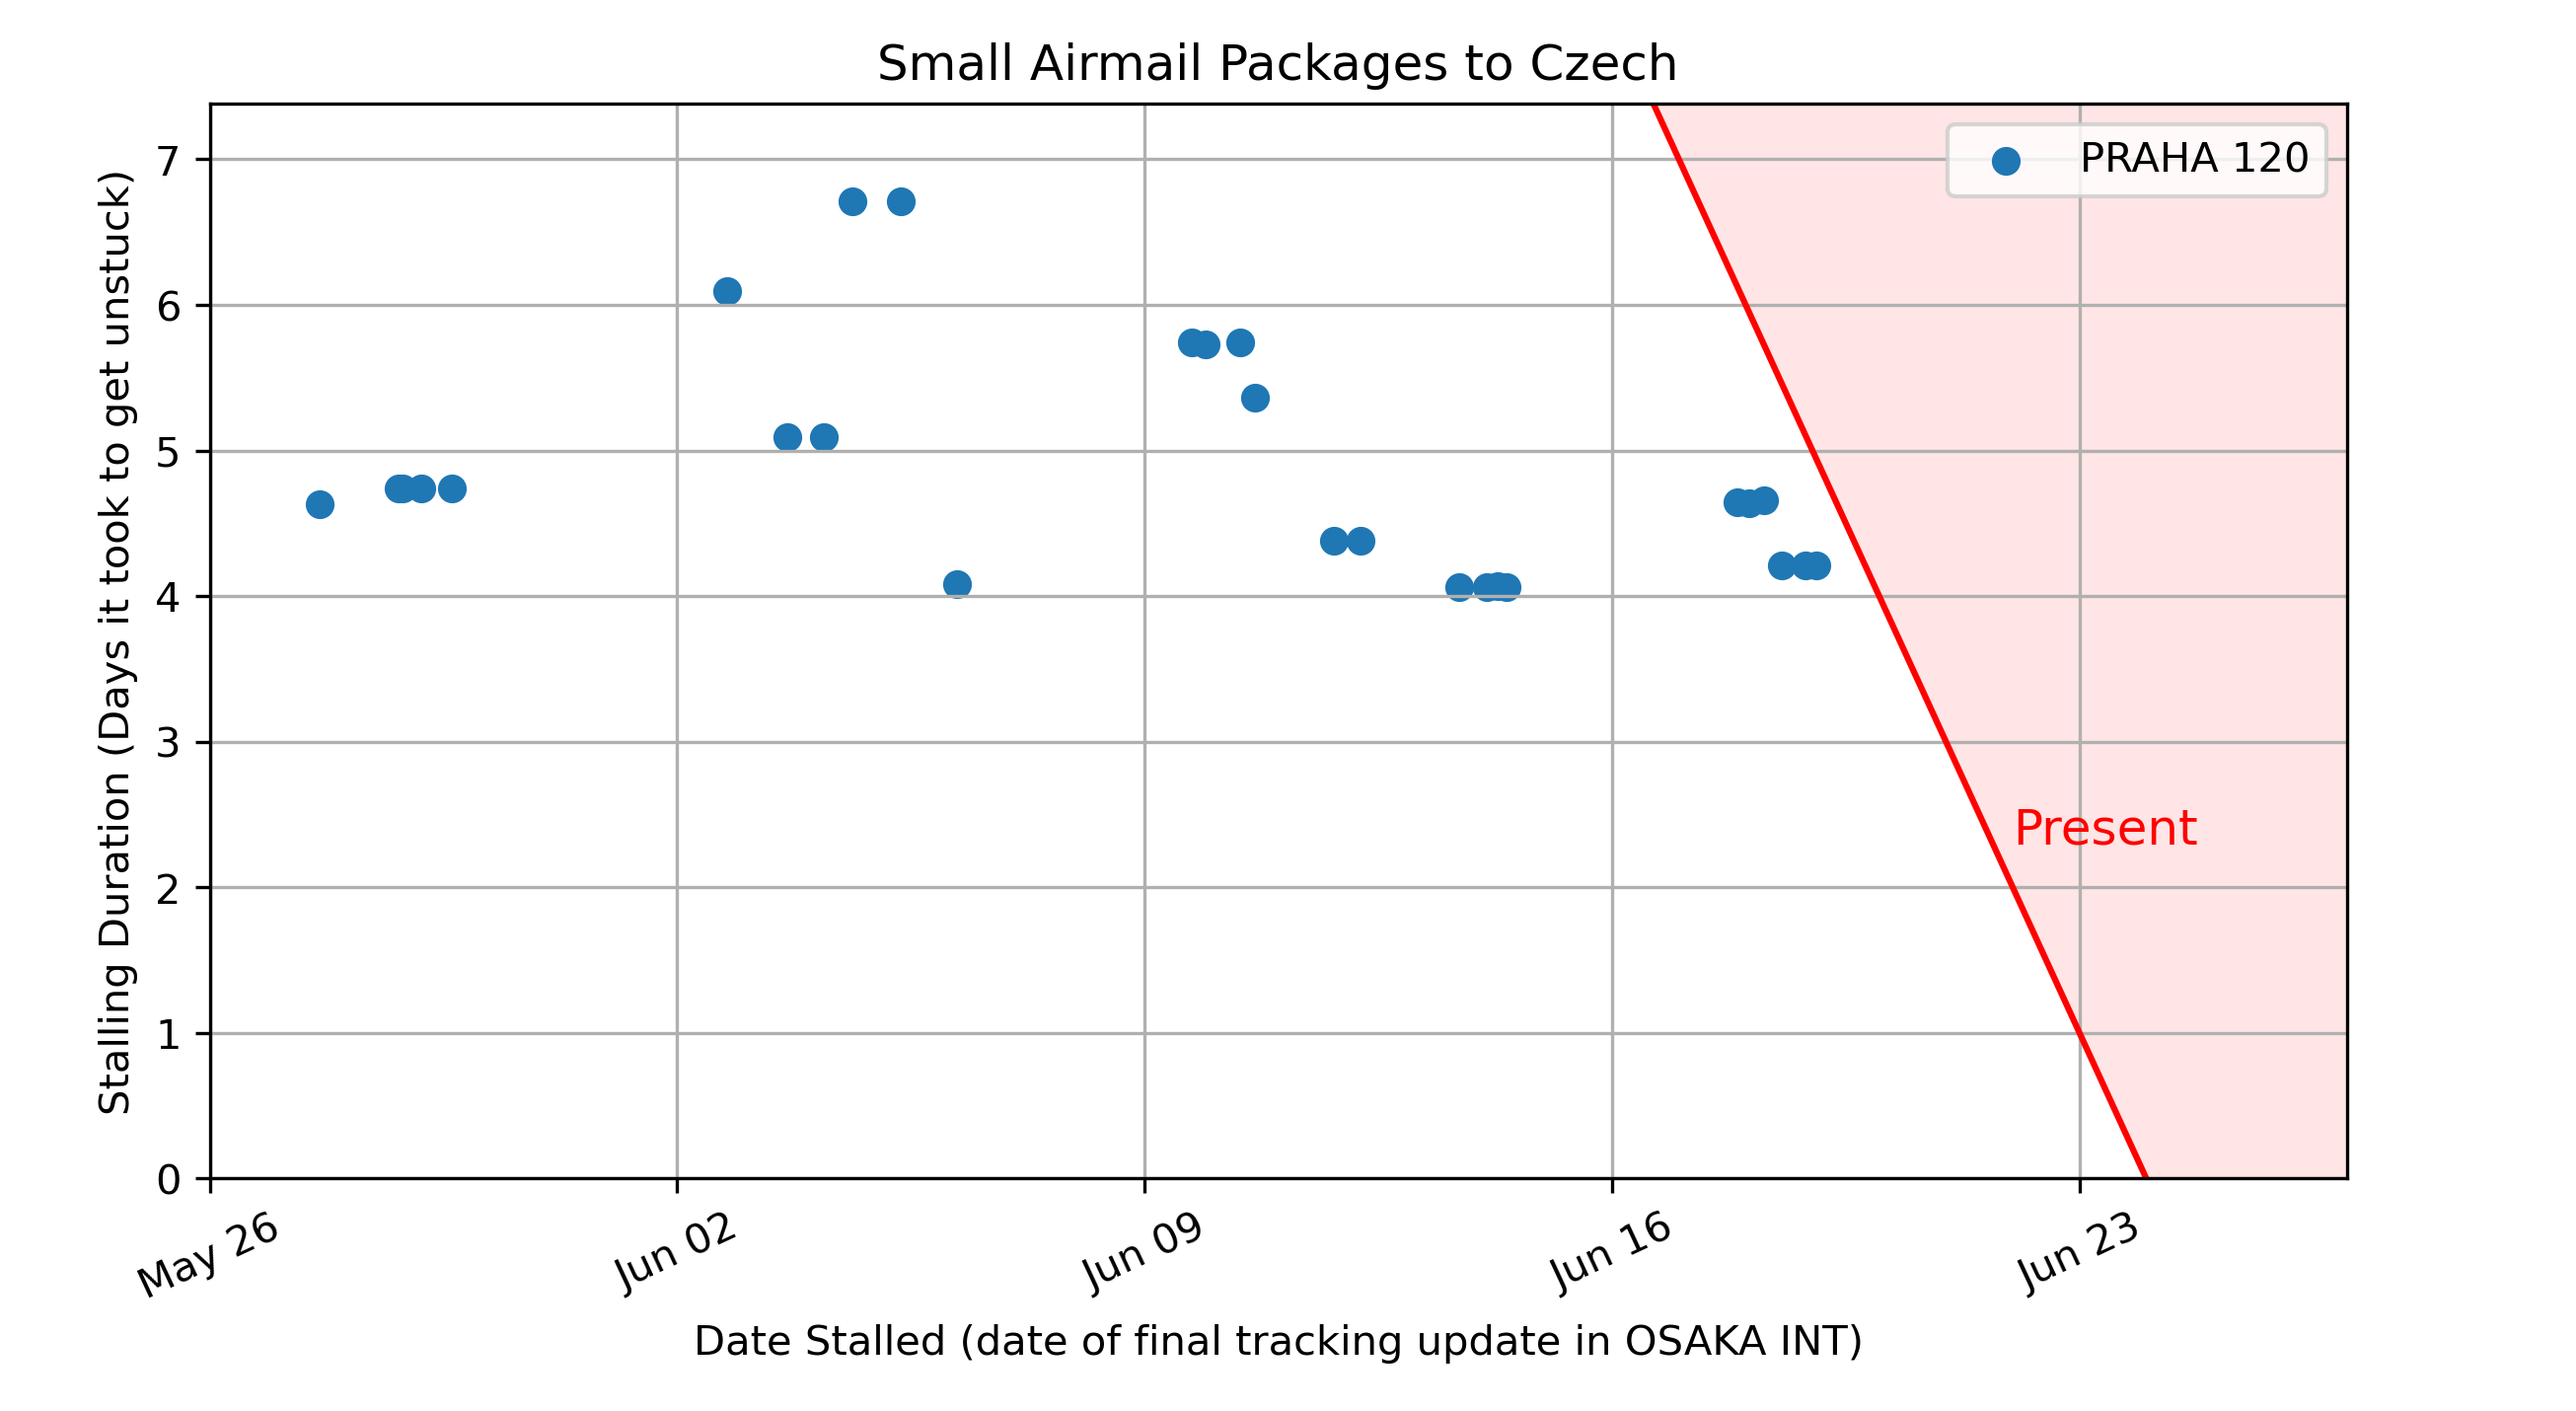 Small Airmail Packages to Czech
PRAHA 120
Stalling Duration (Days it took to get unstuck)
7
6
5
4
3
2
1
0
Present
May 26
Jun 02
Jun 09
Jun 16
Jun 23
Date Stalled (date of final tracking update in OSAKA INT)